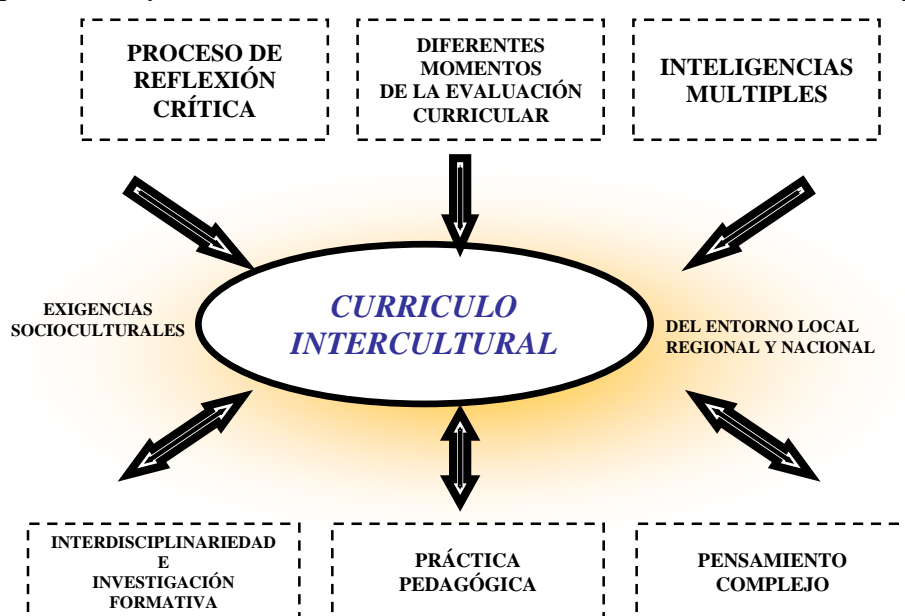 PROCESO DE
REFLEXIÓN
CRÍTICA
DIFERENTES
MOMENTOS
DE LA EVALUACIÓN
CURRICULAR
INTELIGENCIAS
MULTIPLES
EXIGENCIAS
SOCIOCULTURALES
CURRICULO
INTERCULTURAL
DEL ENTORNO LOCAL
REGIONAL Y NACIONAL
INTERDISCIPLINARIEDAD
E
INVESTIGACIÓN
FORMATIVA
PRÁCTICA
PEDAGÓGICA
PENSAMIENTO
COMPLEJO